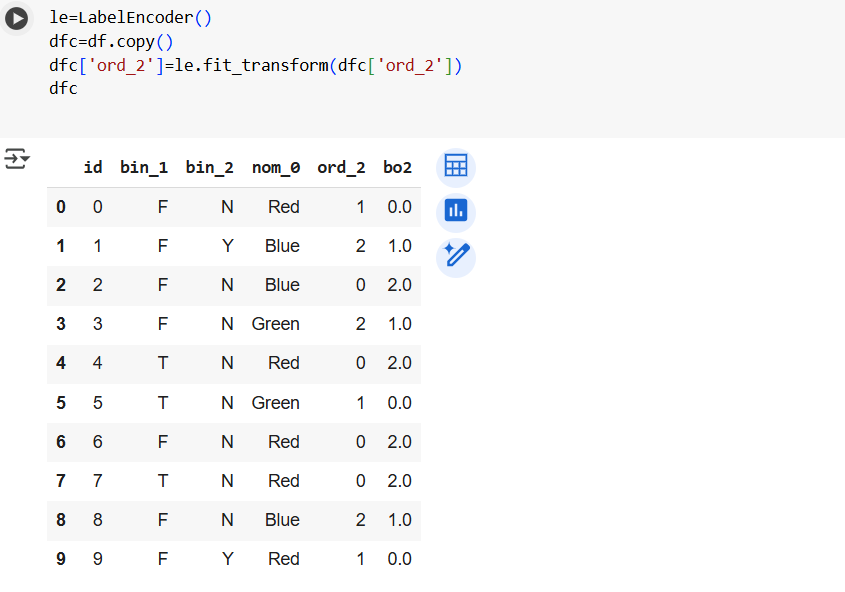 le=LabelEncoder()
dfc=df.copy()
dfc['ord_2']=le.fit_transform(dfc['ord_2'])
dfc
id bin_1 bin_2 nom_0 ord_2 bo2
0 0 F N Red 1 0.0
1 1 F Y Blue 2 1.0
2 2 F N Blue 0 2.0
3 3 F N Green 2 1.0
4 4 T N Red 0 2.0
5 5 T N Green 1 0.0
6 6 F N Red 0 2.0
7 7 T N Red 0 2.0
8 8 F N Blue 2 1.0
9 9 F Y Red 1 0.0